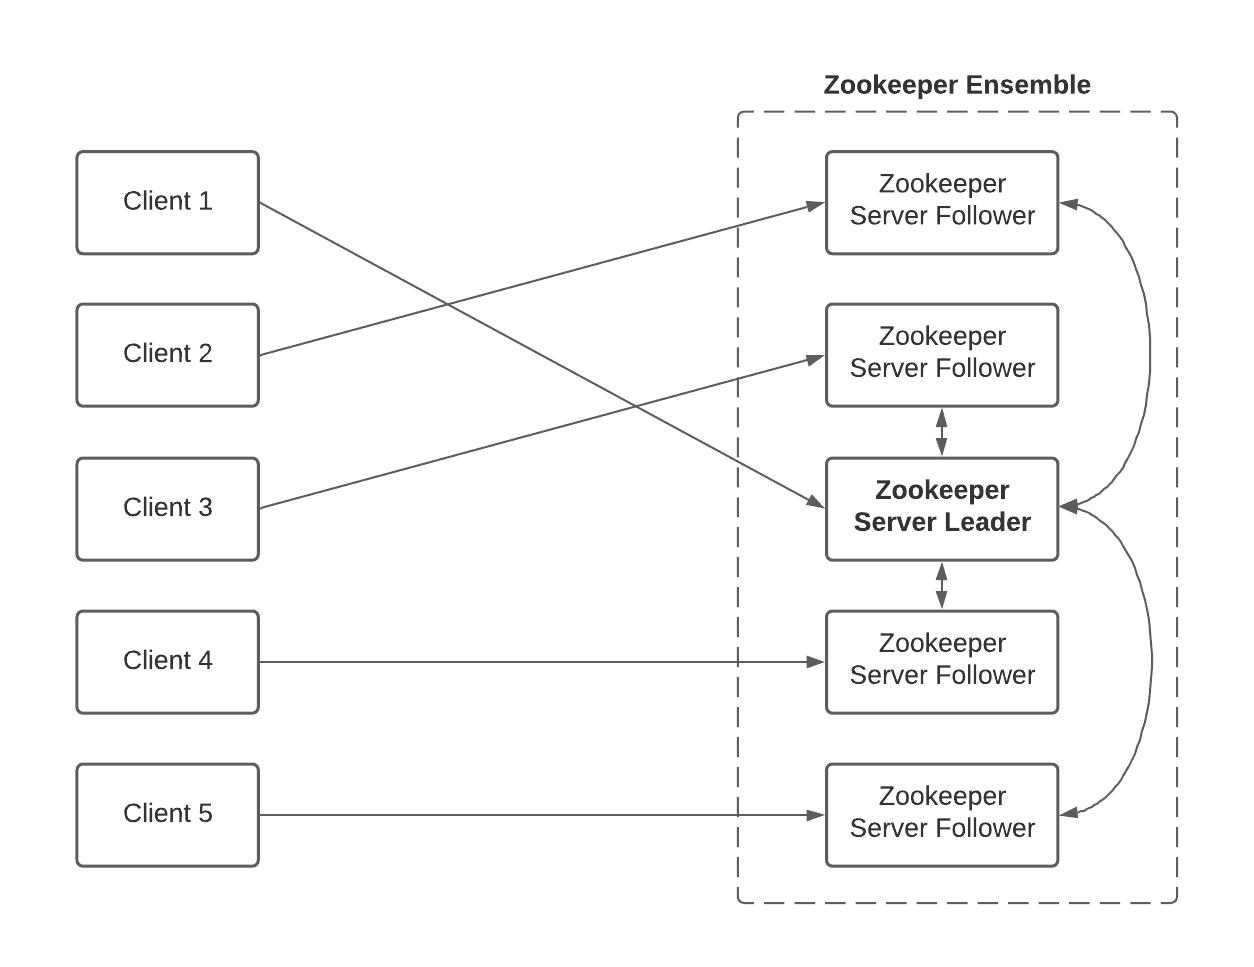 Zookeeper Ensemble
Client 1
Zookeeper
Server Follower
Client 2
Zookeeper
Server Follower
Client 3
Zookeeper
Server Leader
Client 4
Zookeeper
Server Follower
Client 5
Zookeeper
Server Follower